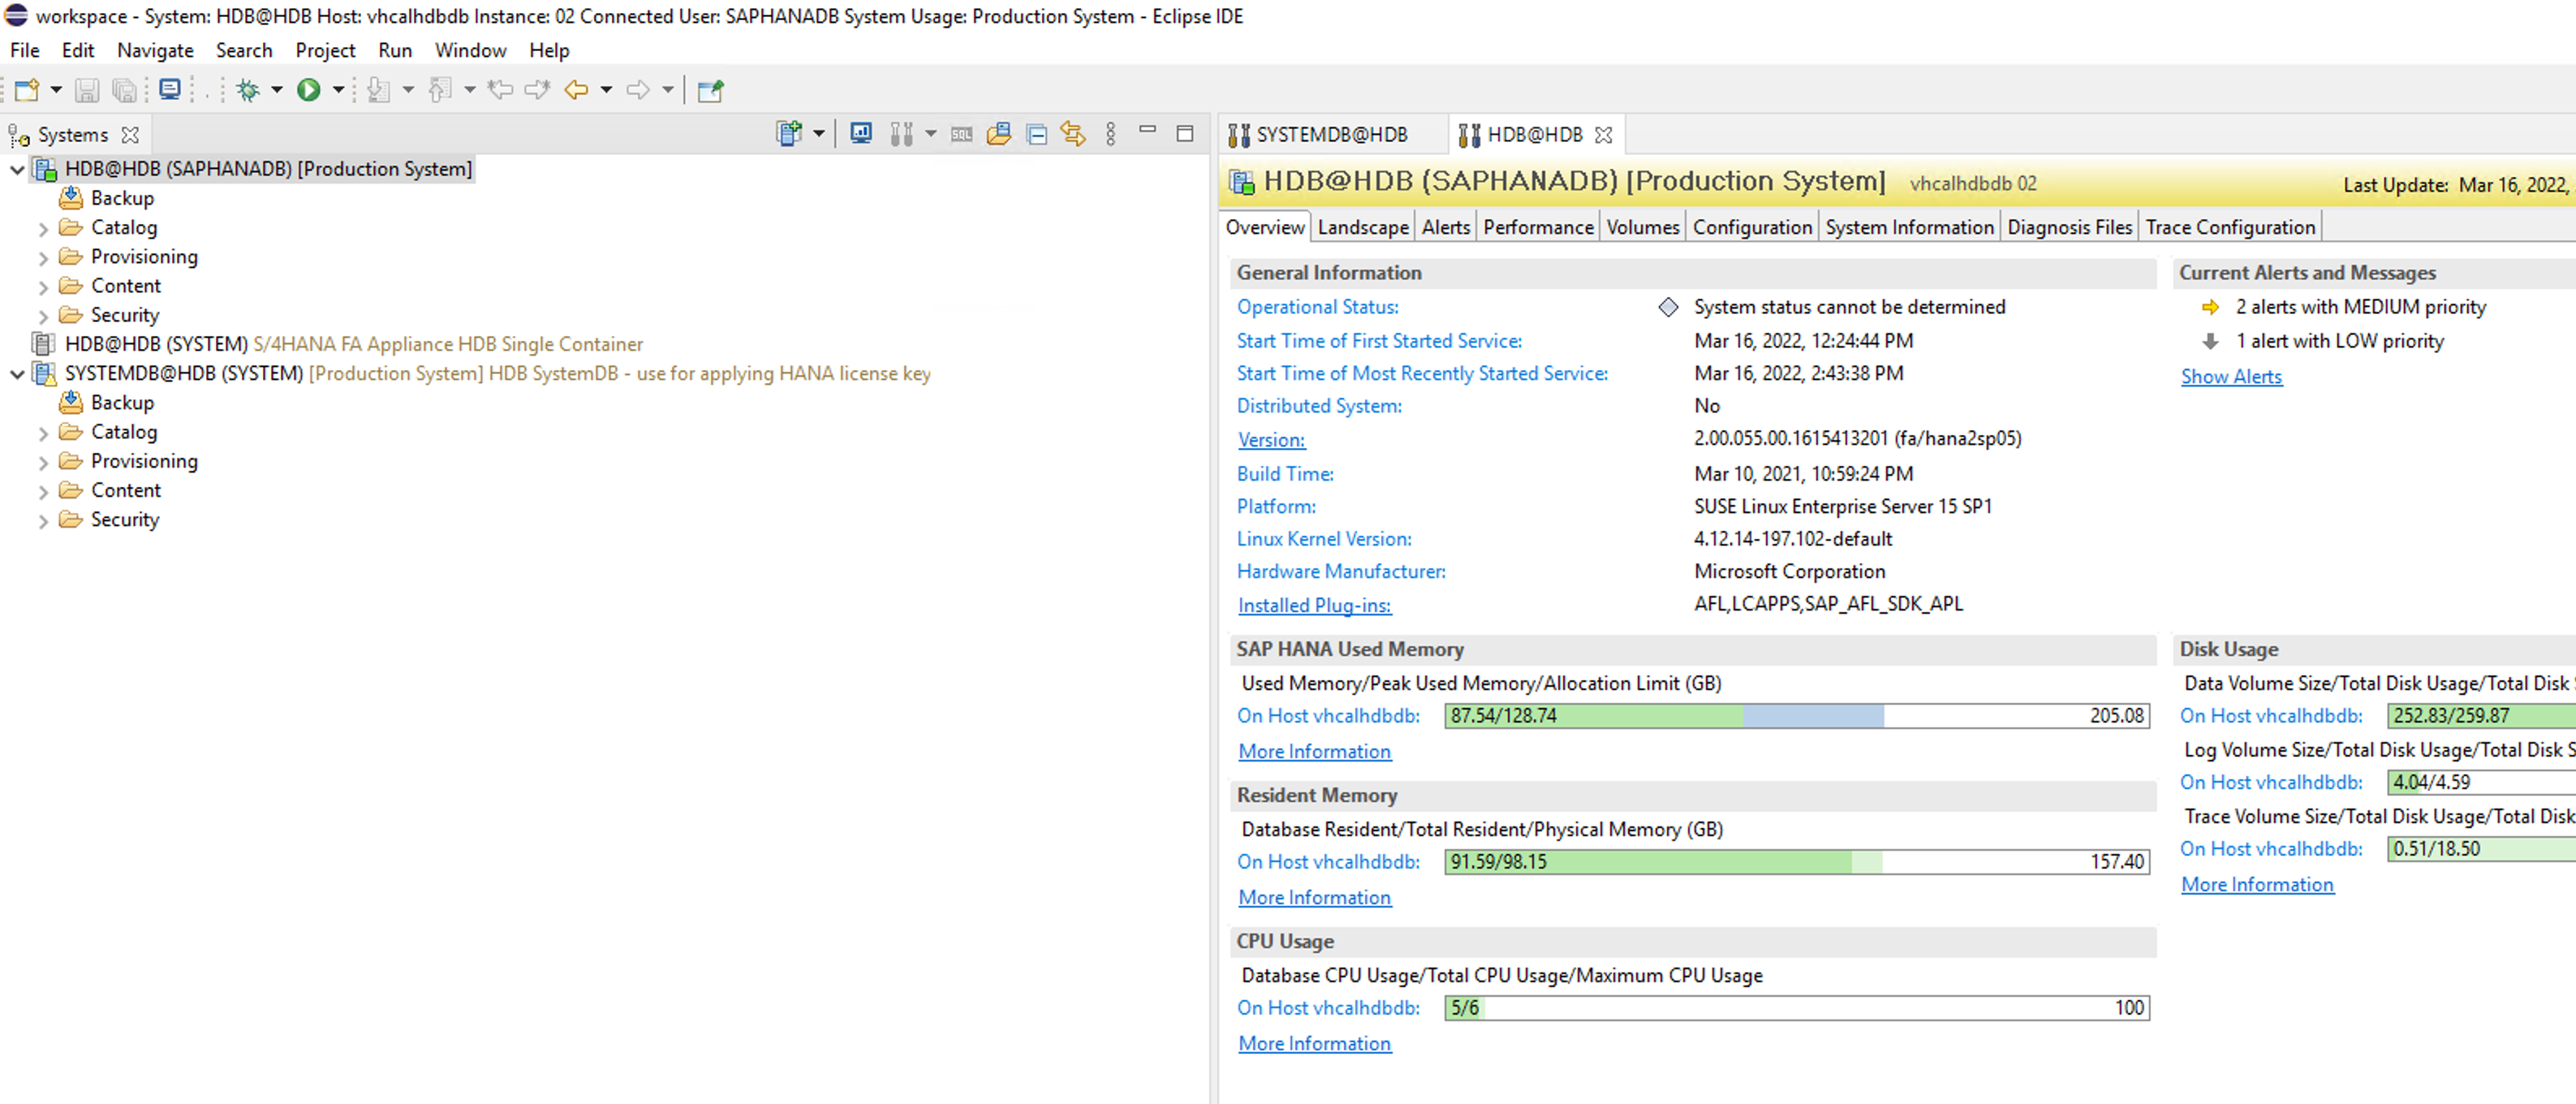 workspace - System: HDB@HDB Host: vhcalhdbdb Instance: 02 Connected User: SAPHANADB System Usage: Production System - Eclipse IDE
File Edit Navigate Search Project Run Window Help
Systems
SQL
HDB@HDB (SAPHANADB) [Production System]
Backup
Catalog
Provisioning
Content
Security
HDB@HDB (SYSTEM) S/4HANA FA Appliance HDB Single Container
SYSTEMDB@HDB (SYSTEM) [Production System] HDB SystemDB - use for applying HANA license key
Backup
Catalog
Provisioning
Content
Security
SYSTEMDB@HDB HDB@HDB
HDB@HDB (SAPHANADB) [Production System] vhcalhdbdb 02 Last Update: Mar 16, 2022,
Overview Landscape Alerts Performance Volumes Configuration System Information Diagnosis Files Trace Configuration
General Information
Operational Status: System status cannot be determined
Start Time of First Started Service: Mar 16, 2022, 12:24:44 PM
Start Time of Most Recently Started Service: Mar 16, 2022, 2:43:38 PM
Distributed System: No
Version: 2.00.055.00.1615413201 (fa/hana2sp05)
Build Time: Mar 10, 2021, 10:59:24 PM
Platform: SUSE Linux Enterprise Server 15 SP1
Linux Kernel Version: 4.12.14-197.102-default
Hardware Manufacturer: Microsoft Corporation
Installed Plug-ins: AFL,LCAPPS,SAP_AFL_SDK_APL
Current Alerts and Messages
2 alerts with MEDIUM priority
1 alert with LOW priority
Show Alerts
SAP HANA Used Memory
Used Memory/Peak Used Memory/Allocation Limit (GB)
On Host vhcalhdbdb: 87.54/128.74 205.08
More Information
Resident Memory
Database Resident/Total Resident/Physical Memory (GB)
On Host vhcalhdbdb: 91.59/98.15 157.40
More Information
CPU Usage
Database CPU Usage/Total CPU Usage/Maximum CPU Usage
On Host vhcalhdbdb: 5/6 100
More Information
Disk Usage
Data Volume Size/Total Disk Usage/Total Disk
On Host vhcalhdbdb: 252.83/259.87
Log Volume Size/Total Disk Usage/Total Disk S
On Host vhcalhdbdb: 4.04/4.59
Trace Volume Size/Total Disk Usage/Total Disk
On Host vhcalhdbdb: 0.51/18.50
More Information